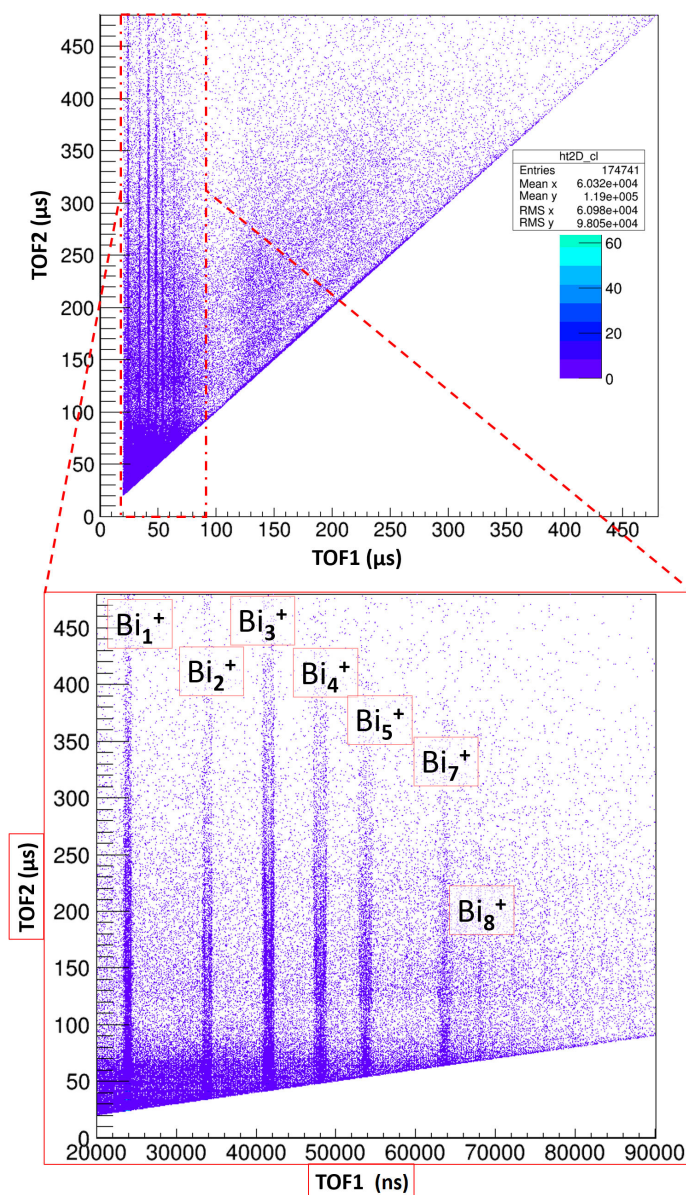 450
400
350
300
250
200
150
100
50
0
TOF2 (µs)
ht2D_cl
Entries 174741
Mean x 6.032e+004
Mean y 1.19e+005
RMS x 6.098e+004
RMS y 9.805e+004
60
40
20
0
0 50 100 150 200 250 300 350 400 450
TOF1 (µs)
450
400
350
300
250
200
150
100
50
0
TOF2 (µs)
Bi₁⁺
Bi₂⁺
Bi₃⁺
Bi₄⁺
Bi₅⁺
Bi₇⁺
Bi₈⁺
20000 30000 40000 50000 60000 70000 80000 90000
TOF1 (ns)